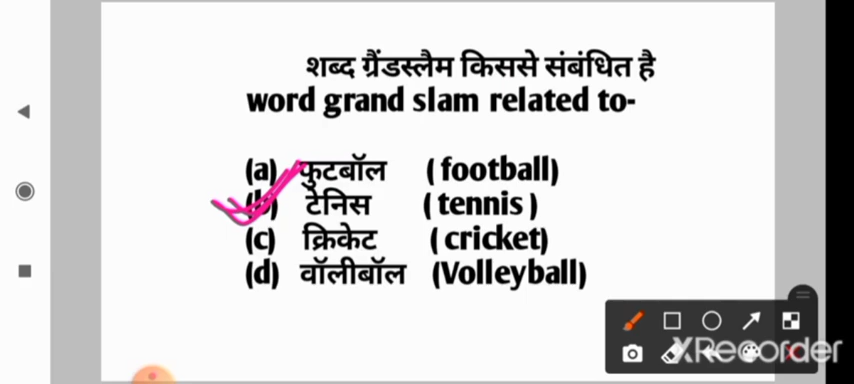 शब्द ग्रैंडस्लैम किससे संबंधित है
word grand slam related to-
(a) फुटबॉल ( football)
(b) टेनिस ( tennis )
(c) क्रिकेट ( cricket)
(d) वॉलीबॉल (Volleyball)
XRecorder